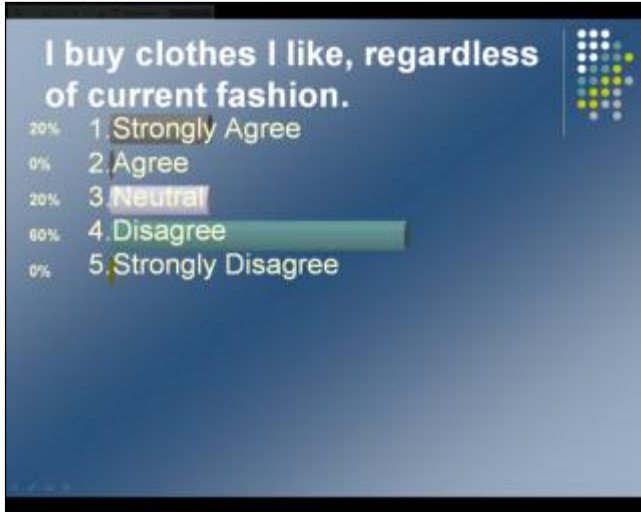 I buy clothes I like, regardless
of current fashion.
20% 1. Strongly Agree
0% 2. Agree
20% 3. Neutral
60% 4. Disagree
0% 5. Strongly Disagree